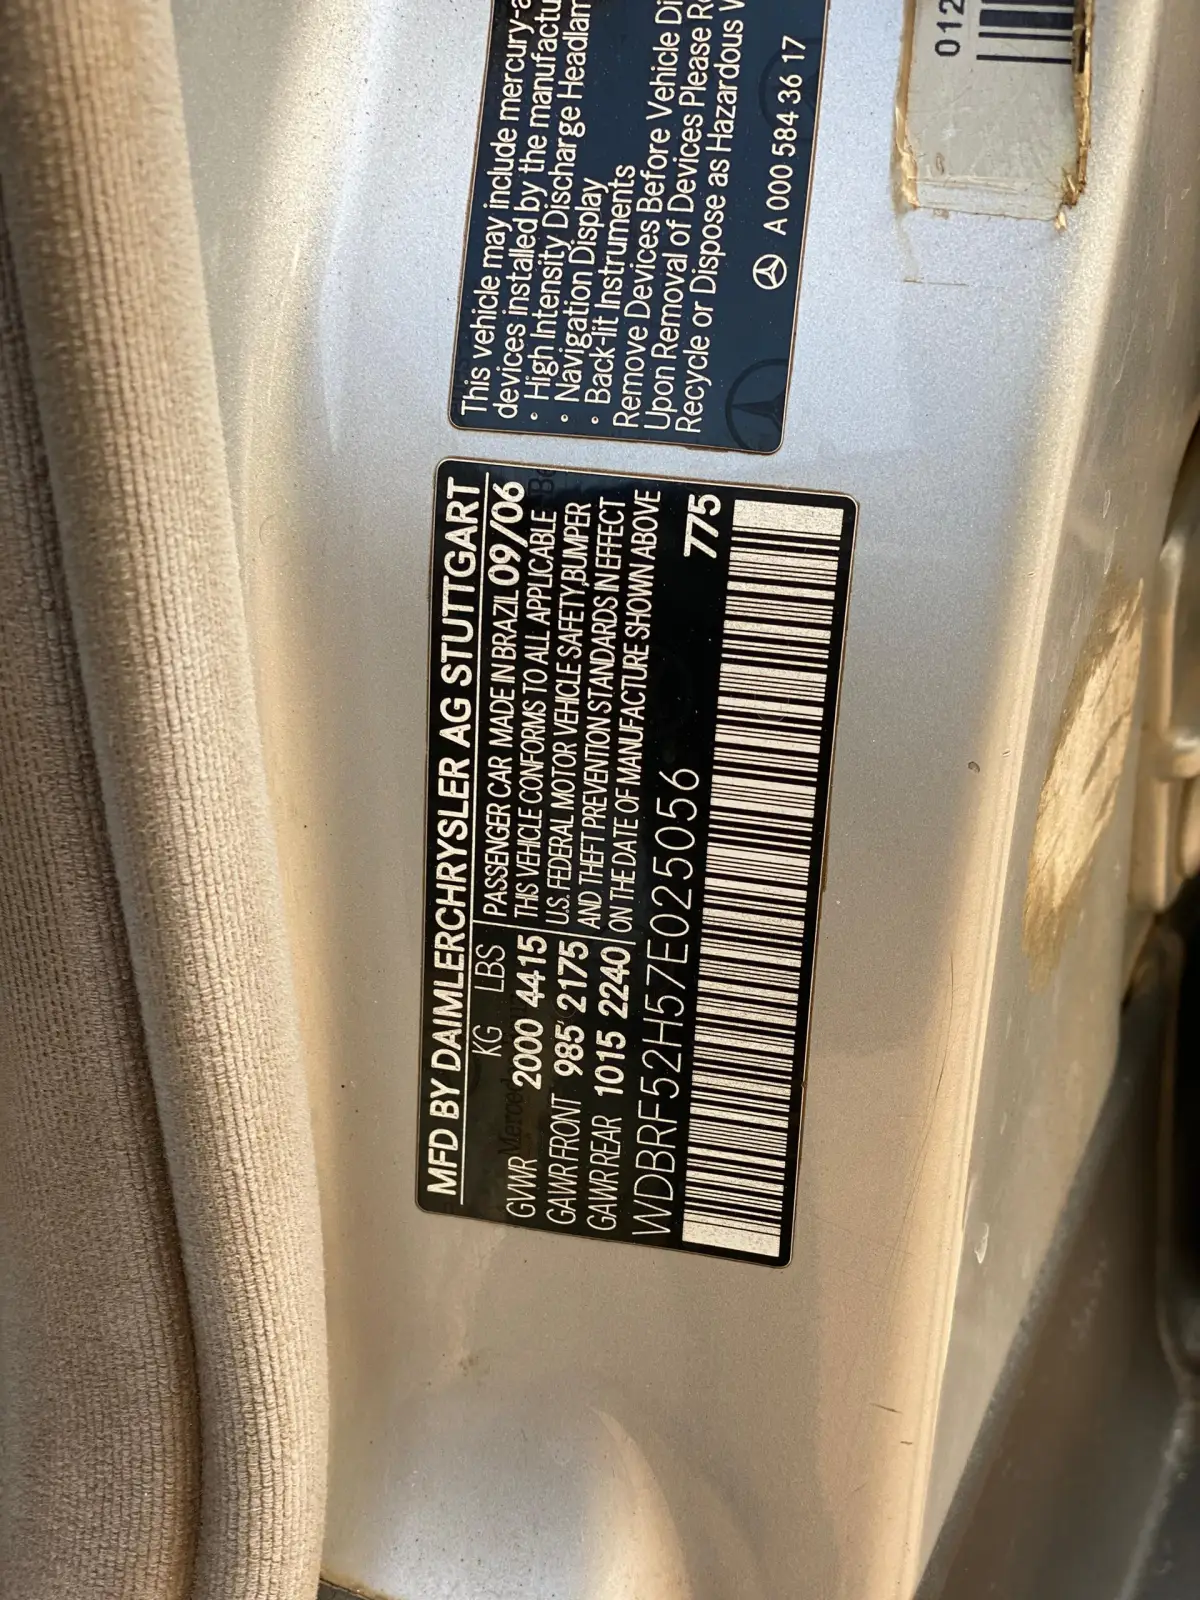 MFD BY DAIMLERCHRYSLER AG STUTTGART
KG LBS
GVWR 2000 4415
GAWR FRONT 985 2175
GAWR REAR 1015 2240
PASSENGER CAR MADE IN BRAZIL 09/06
THIS VEHICLE CONFORMS TO ALL APPLICABLE
U.S. FEDERAL MOTOR VEHICLE SAFETY,BUMPER
AND THEFT PREVENTION STANDARDS IN EFFECT
ON THE DATE OF MANUFACTURE SHOWN ABOVE
WDBRF52H57E025056
775
This vehicle may include mercury-a
devices installed by the manufactu
• High Intensity Discharge Headlam
• Navigation Display
• Back-lit Instruments
Remove Devices Before Vehicle Di
Upon Removal of Devices Please R
Recycle or Dispose as Hazardous
A 000 584 36 17
012